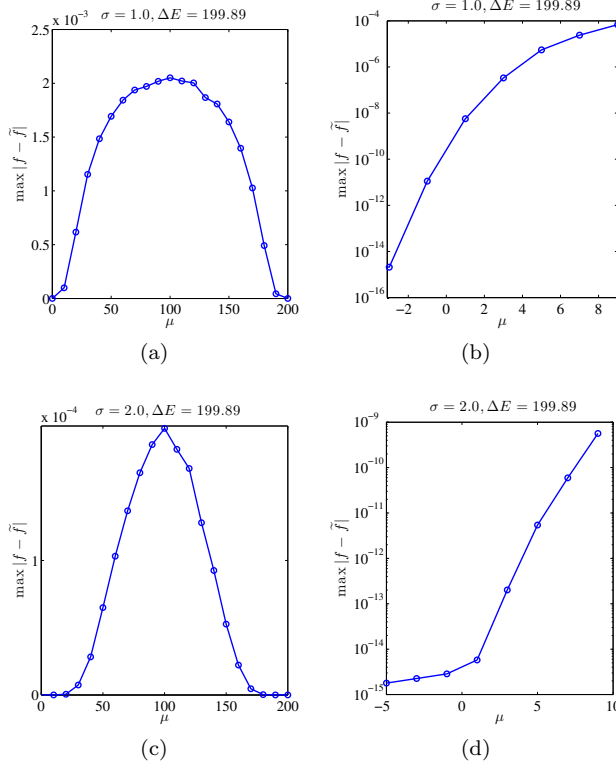 x 10⁻³ σ = 1.0, ΔE = 199.89
2.5
2
1.5
1
0.5
0
max |f − f̃|
0 50 100 150 200
μ
(a)
σ = 1.0, ΔE = 199.89
10⁻⁴
10⁻⁶
10⁻⁸
10⁻¹⁰
10⁻¹²
10⁻¹⁴
10⁻¹⁶
max |f − f̃|
−2 0 2 4 6 8
μ
(b)
x 10⁻⁴ σ = 2.0, ΔE = 199.89
1
0
max |f − f̃|
0 50 100 150 200
μ
(c)
σ = 2.0, ΔE = 199.89
10⁻⁹
10⁻¹⁰
10⁻¹¹
10⁻¹²
10⁻¹³
10⁻¹⁴
10⁻¹⁵
max |f − f̃|
−5 0 5 10
μ
(d)